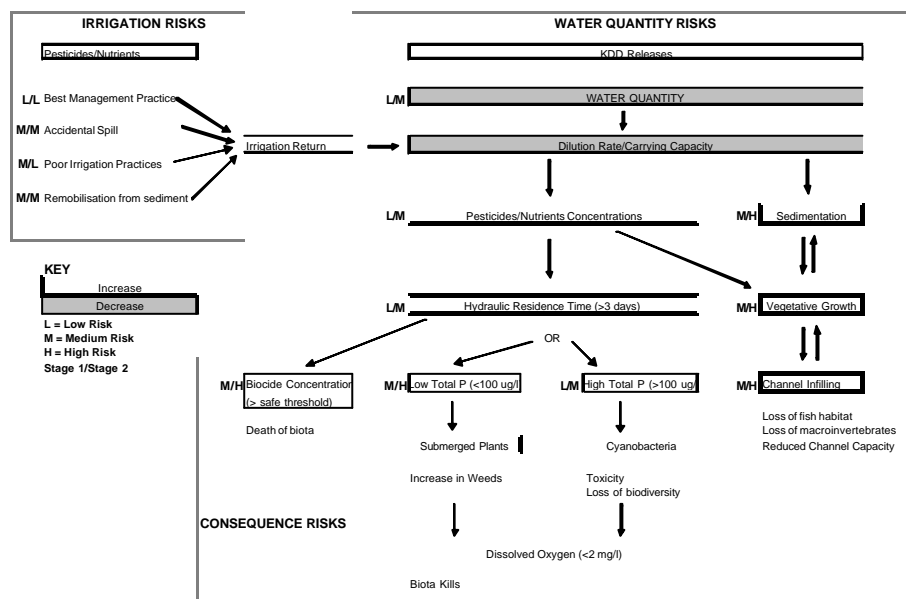 IRRIGATION RISKS
WATER QUANTITY RISKS
Pesticides/Nutrients
KDD Releases
L/L Best Management Practice
L/M WATER QUANTITY
M/M Accidental Spill
Irrigation Return
Dilution Rate/Carrying Capacity
M/L Poor Irrigation Practices
M/M Remobilisation from sediment
L/M Pesticides/Nutrients Concentrations
M/H Sedimentation
KEY
Increase
Decrease
L = Low Risk
M = Medium Risk
H = High Risk
Stage 1/Stage 2
L/M Hydraulic Residence Time (>3 days)
M/H Vegetative Growth
OR
M/H Biocide Concentration
(> safe threshold)
M/H Low Total P (<100 ug/l)
L/M High Total P (>100 ug/
M/H Channel Infilling
Death of biota
Loss of fish habitat
Loss of macroinvertebrates
Reduced Channel Capacity
Submerged Plants
Cyanobacteria
Increase in Weeds
Toxicity
Loss of biodiversity
CONSEQUENCE RISKS
Dissolved Oxygen (<2 mg/l)
Biota Kills